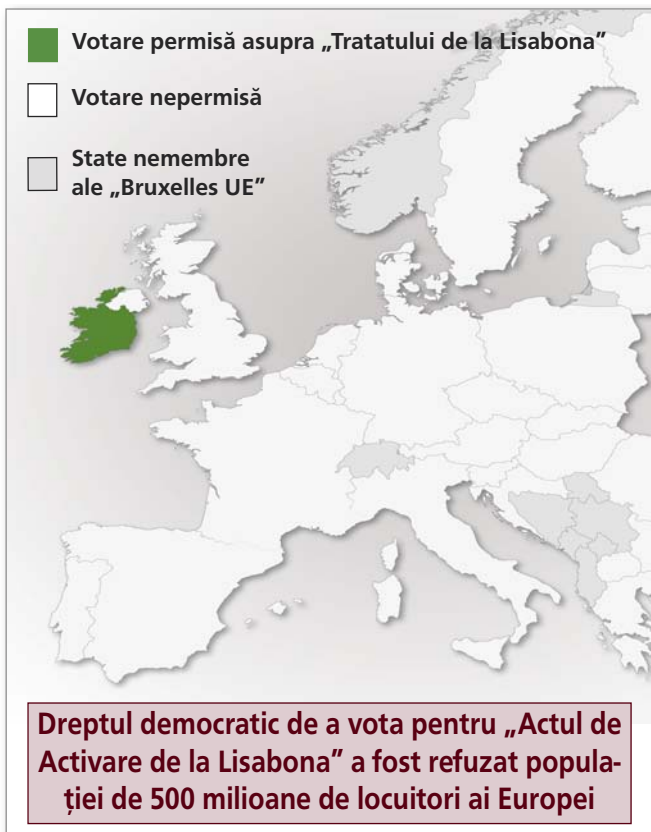 Votare permisă asupra „Tratatului de la Lisabona”
Votare nepermisă
State nemembre
ale „Bruxelles UE”
Dreptul democratic de a vota pentru „Actul de
Activare de la Lisabona” a fost refuzat popula-
ției de 500 milioane de locuitori ai Europei